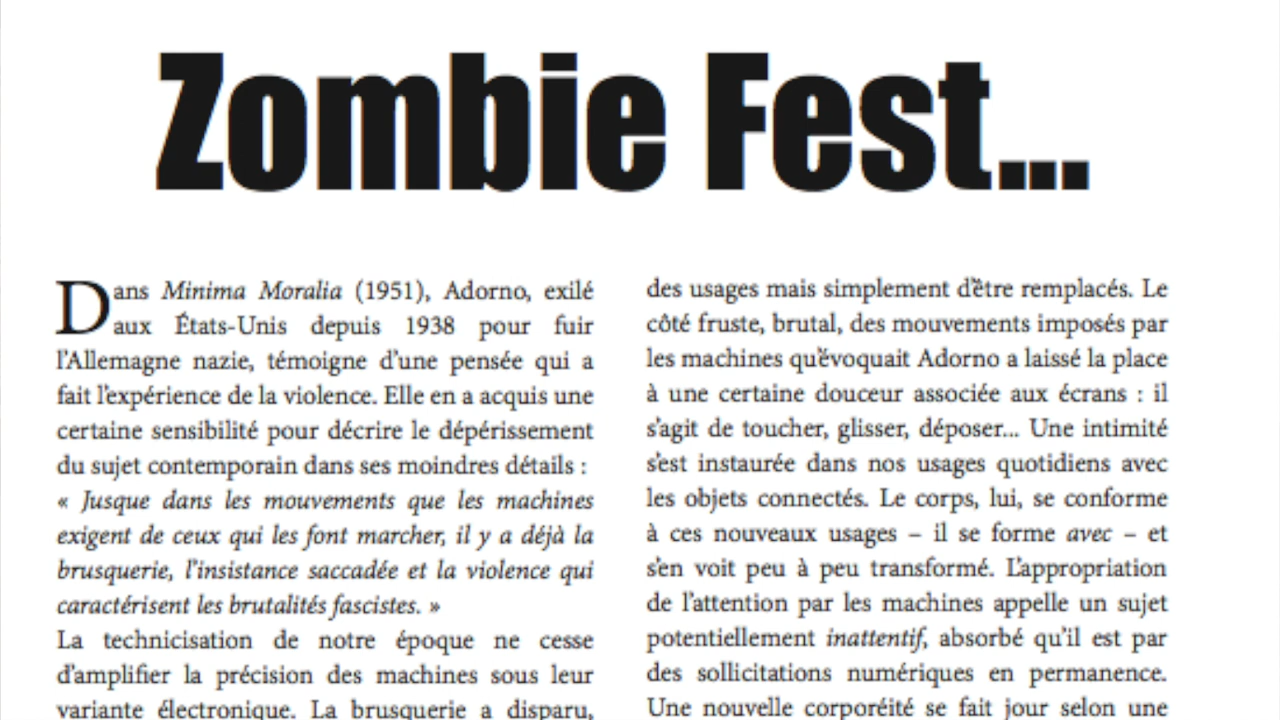 Zombie Fest...
Dans Minima Moralia (1951), Adorno, exilé
aux États-Unis depuis 1938 pour fuir
l'Allemagne nazie, témoigne d'une pensée qui a
fait l'expérience de la violence. Elle en a acquis une
certaine sensibilité pour décrire le dépérissement
du sujet contemporain dans ses moindres détails :
« Jusque dans les mouvements que les machines
exigent de ceux qui les font marcher, il y a déjà la
brusquerie, l'insistance saccadée et la violence qui
caractérisent les brutalités fascistes. »
La technicisation de notre époque ne cesse
d'amplifier la précision des machines sous leur
variante électronique. La brusquerie a disparu,
des usages mais simplement d'être remplacés. Le
côté fruste, brutal, des mouvements imposés par
les machines qu'évoquait Adorno a laissé la place
à une certaine douceur associée aux écrans : il
s'agit de toucher, glisser, déposer... Une intimité
s'est instaurée dans nos usages quotidiens avec
les objets connectés. Le corps, lui, se conforme
à ces nouveaux usages – il se forme avec – et
s'en voit peu à peu transformé. L'appropriation
de l'attention par les machines appelle un sujet
potentiellement inattentif, absorbé qu'il est par
des sollicitations numériques en permanence.
Une nouvelle corporéité se fait jour selon une